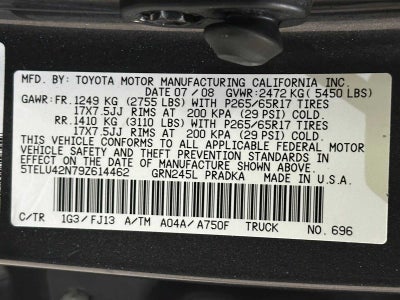 MFD. BY: TOYOTA MOTOR MANUFACTURING CALIFORNIA INC.
DATE 07 / 08 GVWR: 2472 KG ( 5450 LBS)
GAWR: FR. 1249 KG (2755 LBS) WITH P265/65R17 TIRES
17X7.5JJ RIMS AT 200 KPA (29 PSI) COLD.
RR. 1410 KG (3110 LBS) WITH P265/65R17 TIRES
17X7.5JJ RIMS AT 200 KPA (29 PSI) COLD.
THIS VEHICLE CONFORMS TO ALL APPLICABLE FEDERAL MOTOR
VEHICLE SAFETY AND THEFT PREVENTION STANDARDS IN
EFFECT ON THE DATE OF MANUFACTURE SHOWN ABOVE.
5TELU42N79Z614462 GRN245L PRADKA MADE IN U.S.A.
C/TR 1G3 / FJ13 A/TM A04A / A750F TRUCK NO. 696